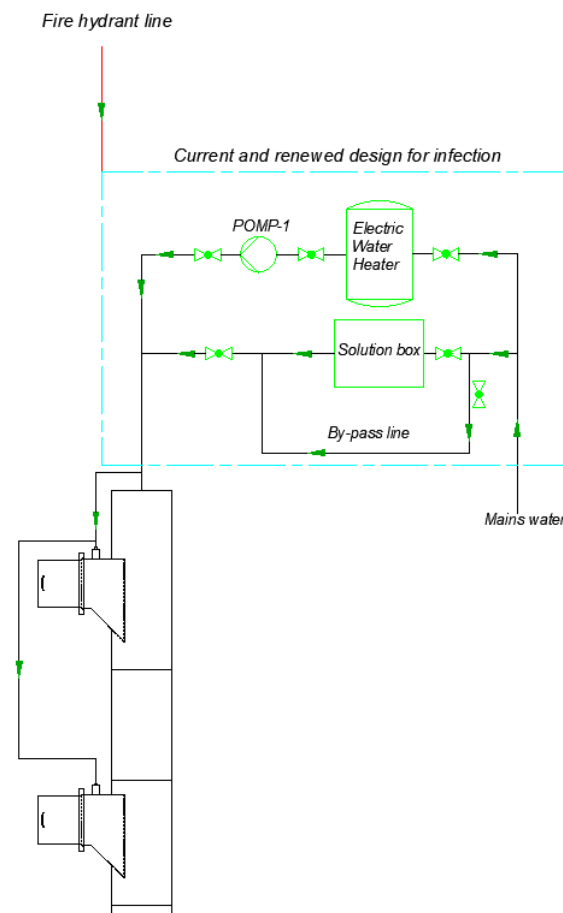 Fire hydrant line
Current and renewed design for infection
POMP-1
Electric
Water
Heater
Solution box
By-pass line
Mains water